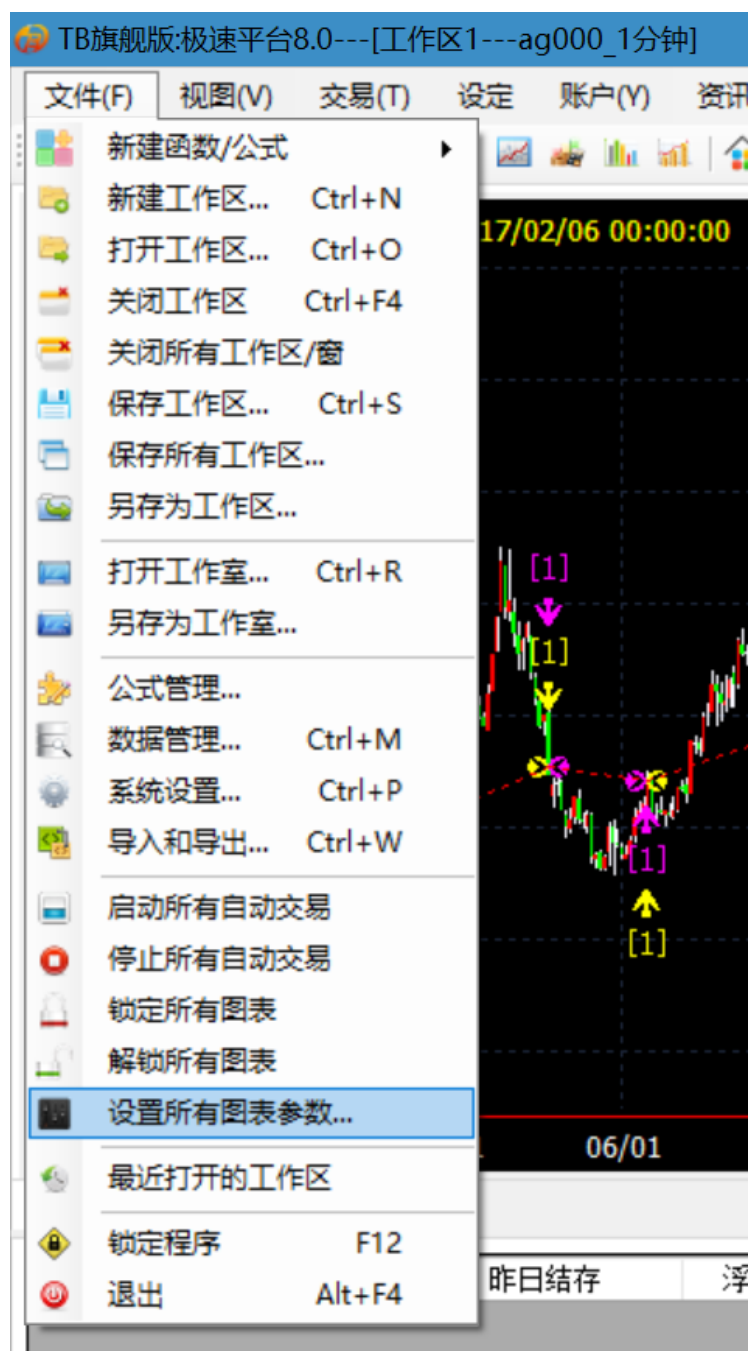 TB旗舰版:极速平台8.0---[工作区1---ag000_1分钟]
文件(F) 视图(V) 交易(T) 设定 账户(Y) 资讯
新建函数/公式
新建工作区... Ctrl+N
打开工作区... Ctrl+O
关闭工作区 Ctrl+F4
关闭所有工作区/窗
保存工作区... Ctrl+S
保存所有工作区...
另存为工作区...
打开工作室... Ctrl+R
另存为工作室...
公式管理...
数据管理... Ctrl+M
系统设置... Ctrl+P
导入和导出... Ctrl+W
启动所有自动交易
停止所有自动交易
锁定所有图表
解锁所有图表
设置所有图表参数...
最近打开的工作区
锁定程序 F12
退出 Alt+F4
17/02/06 00:00:00
[1]
[1]
[1]
[1]
06/01
昨日结存 浮